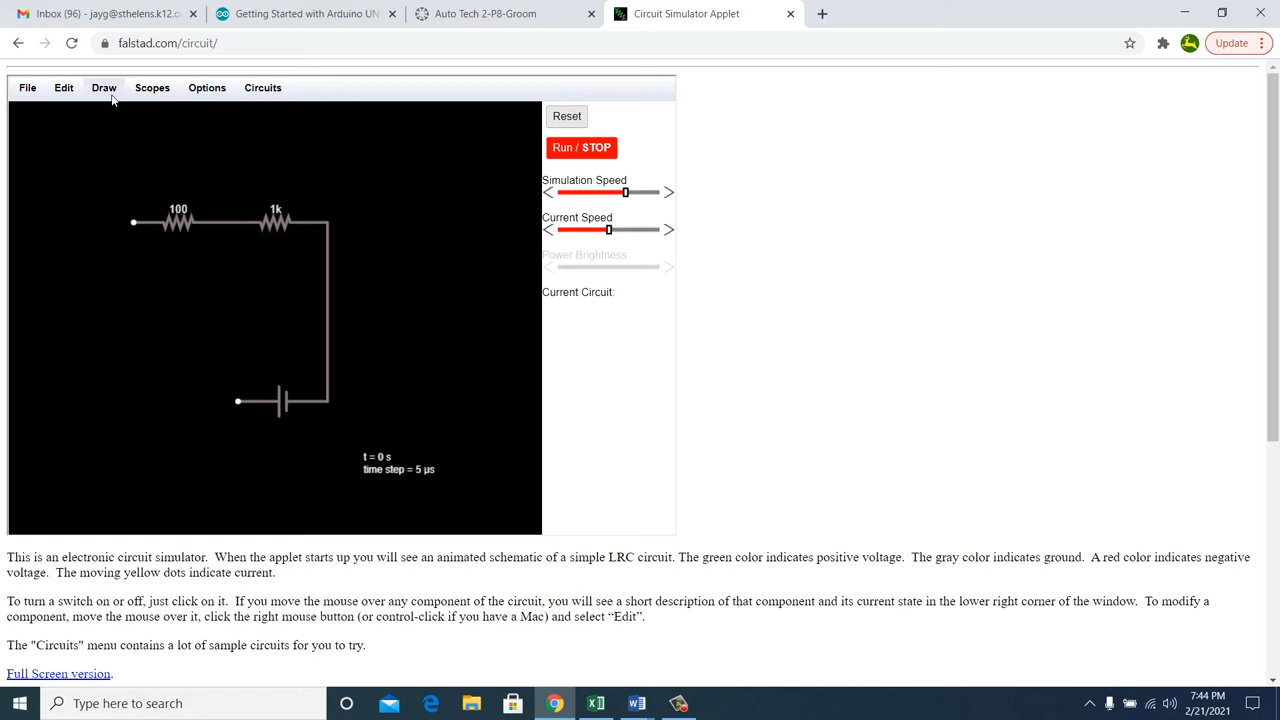 Inbox (96) - jayg@sthelens.k12.o
Getting Started with Arduino UN
Auto Tech 2-P8-Groom
Circuit Simulator Applet
falstad.com/circuit/
Update
File Edit Draw Scopes Options Circuits
Reset
Run / STOP
Simulation Speed
Current Speed
Power Brightness
Current Circuit:
100
1k
t = 0 s
time step = 5 µs
This is an electronic circuit simulator.  When the applet starts up you will see an animated schematic of a simple LRC circuit. The green color indicates positive voltage.  The gray color indicates ground.  A red color indicates negative
voltage.  The moving yellow dots indicate current.
To turn a switch on or off, just click on it.  If you move the mouse over any component of the circuit, you will see a short description of that component and its current state in the lower right corner of the window.  To modify a
component, move the mouse over it, click the right mouse button (or control-click if you have a Mac) and select “Edit”.
The "Circuits" menu contains a lot of sample circuits for you to try.
Full Screen version.
Type here to search
7:44 PM
2/21/2021